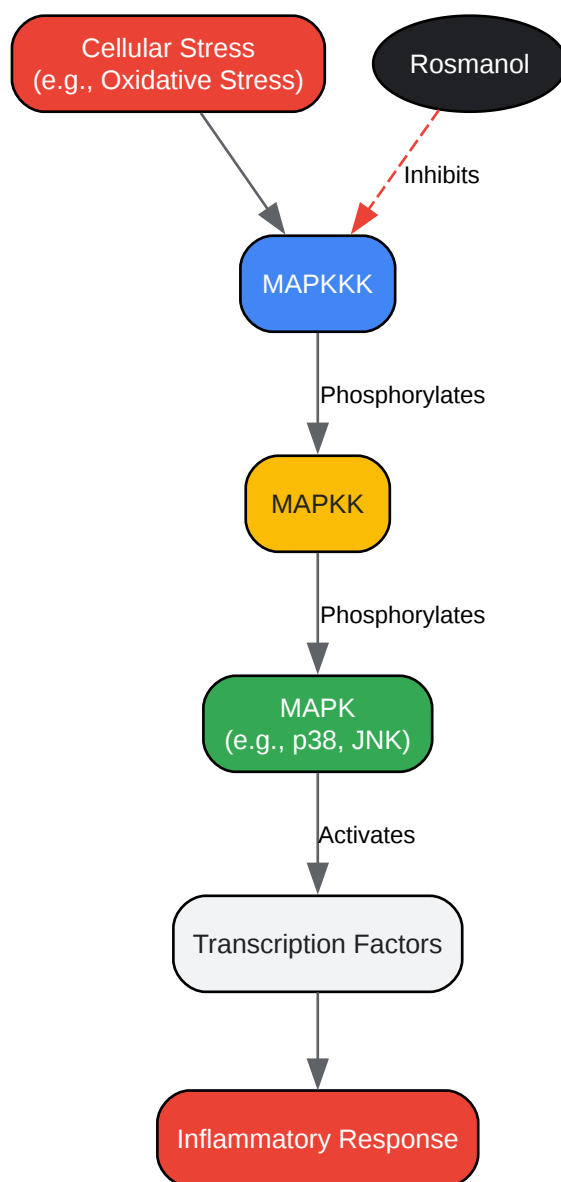 Cellular Stress
(e.g., Oxidative Stress)
Rosmanol
Inhibits
MAPKKK
Phosphorylates
MAPKK
Phosphorylates
MAPK
(e.g., p38, JNK)
Activates
Transcription Factors
Inflammatory Response